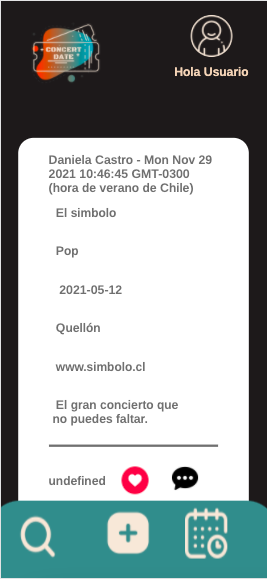 CONCERT
DATE
Hola Usuario
Daniela Castro - Mon Nov 29
2021 10:46:45 GMT-0300
(hora de verano de Chile)
El simbolo
Pop
2021-05-12
Quellón
www.simbolo.cl
El gran concierto que
no puedes faltar.
undefined